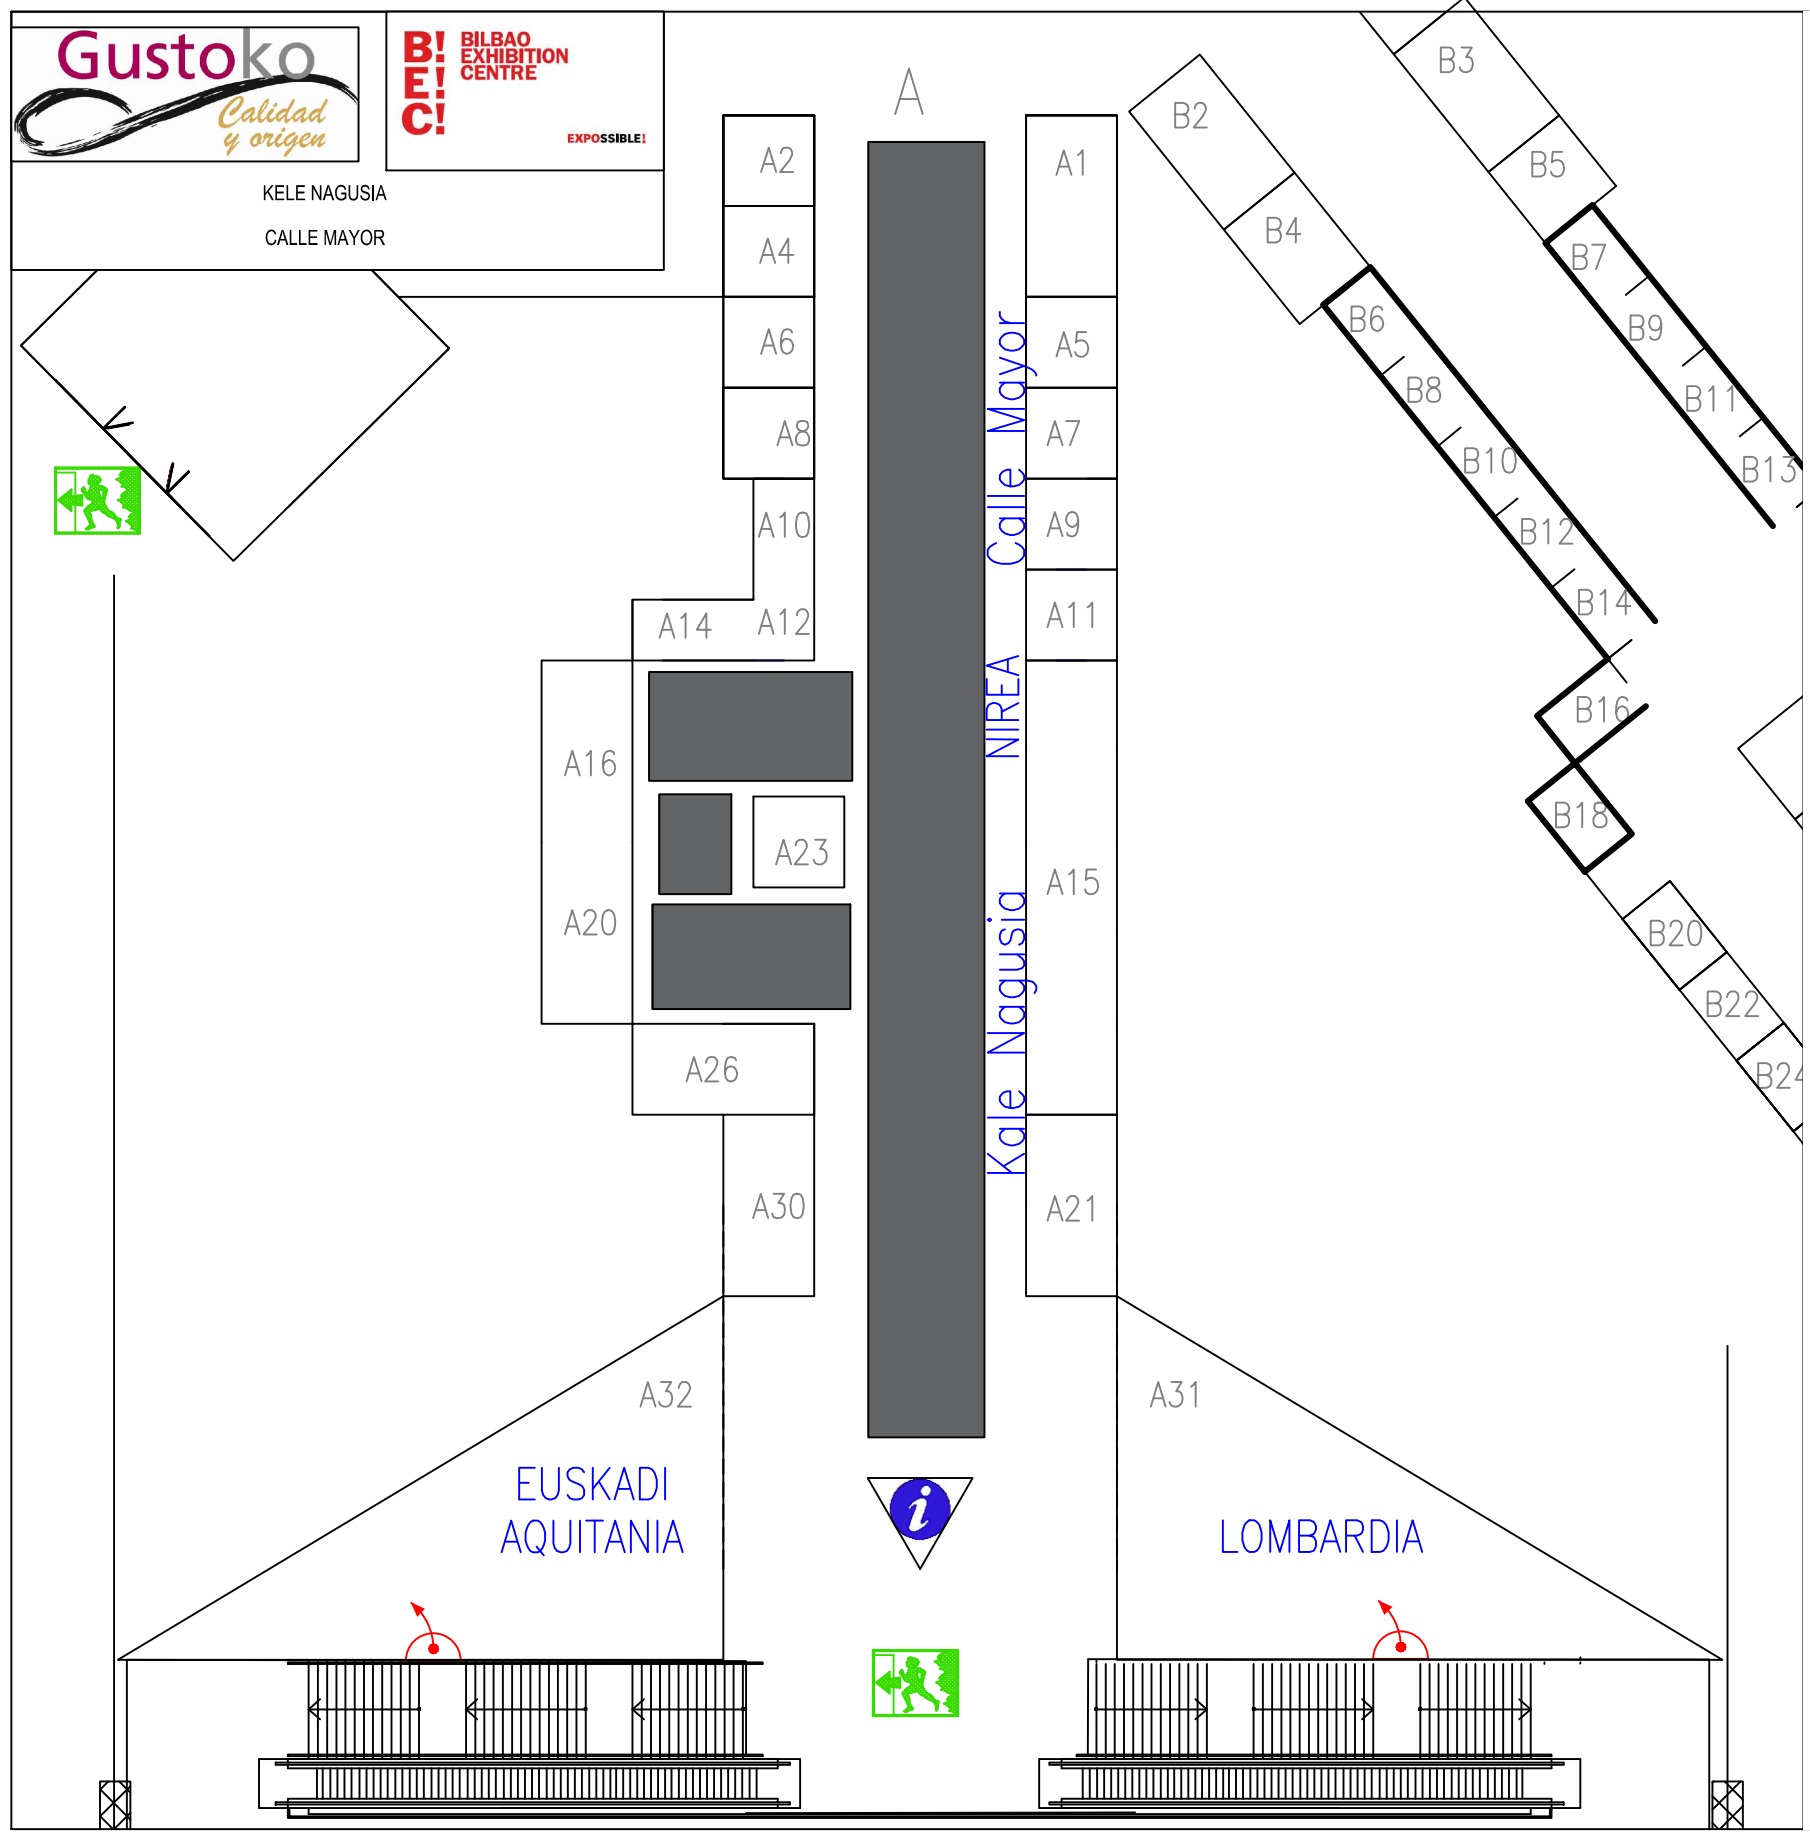 Gustoko
Calidad
y origen
B!
E!
C!
BILBAO
EXHIBITION
CENTRE
EXPOSSIBLE!
KELE NAGUSIA
CALLE MAYOR
A
A2
A4
A6
A8
A10
A12
A14
A16
A20
A23
A26
A30
A32
A1
A5
A7
A9
A11
A15
A21
A31
Kale Nagusia NIREA Calle Mayor
B2
B4
B6
B8
B10
B12
B14
B16
B18
B20
B22
B24
B3
B5
B7
B9
B11
B13
EUSKADI
AQUITANIA
i
LOMBARDIA